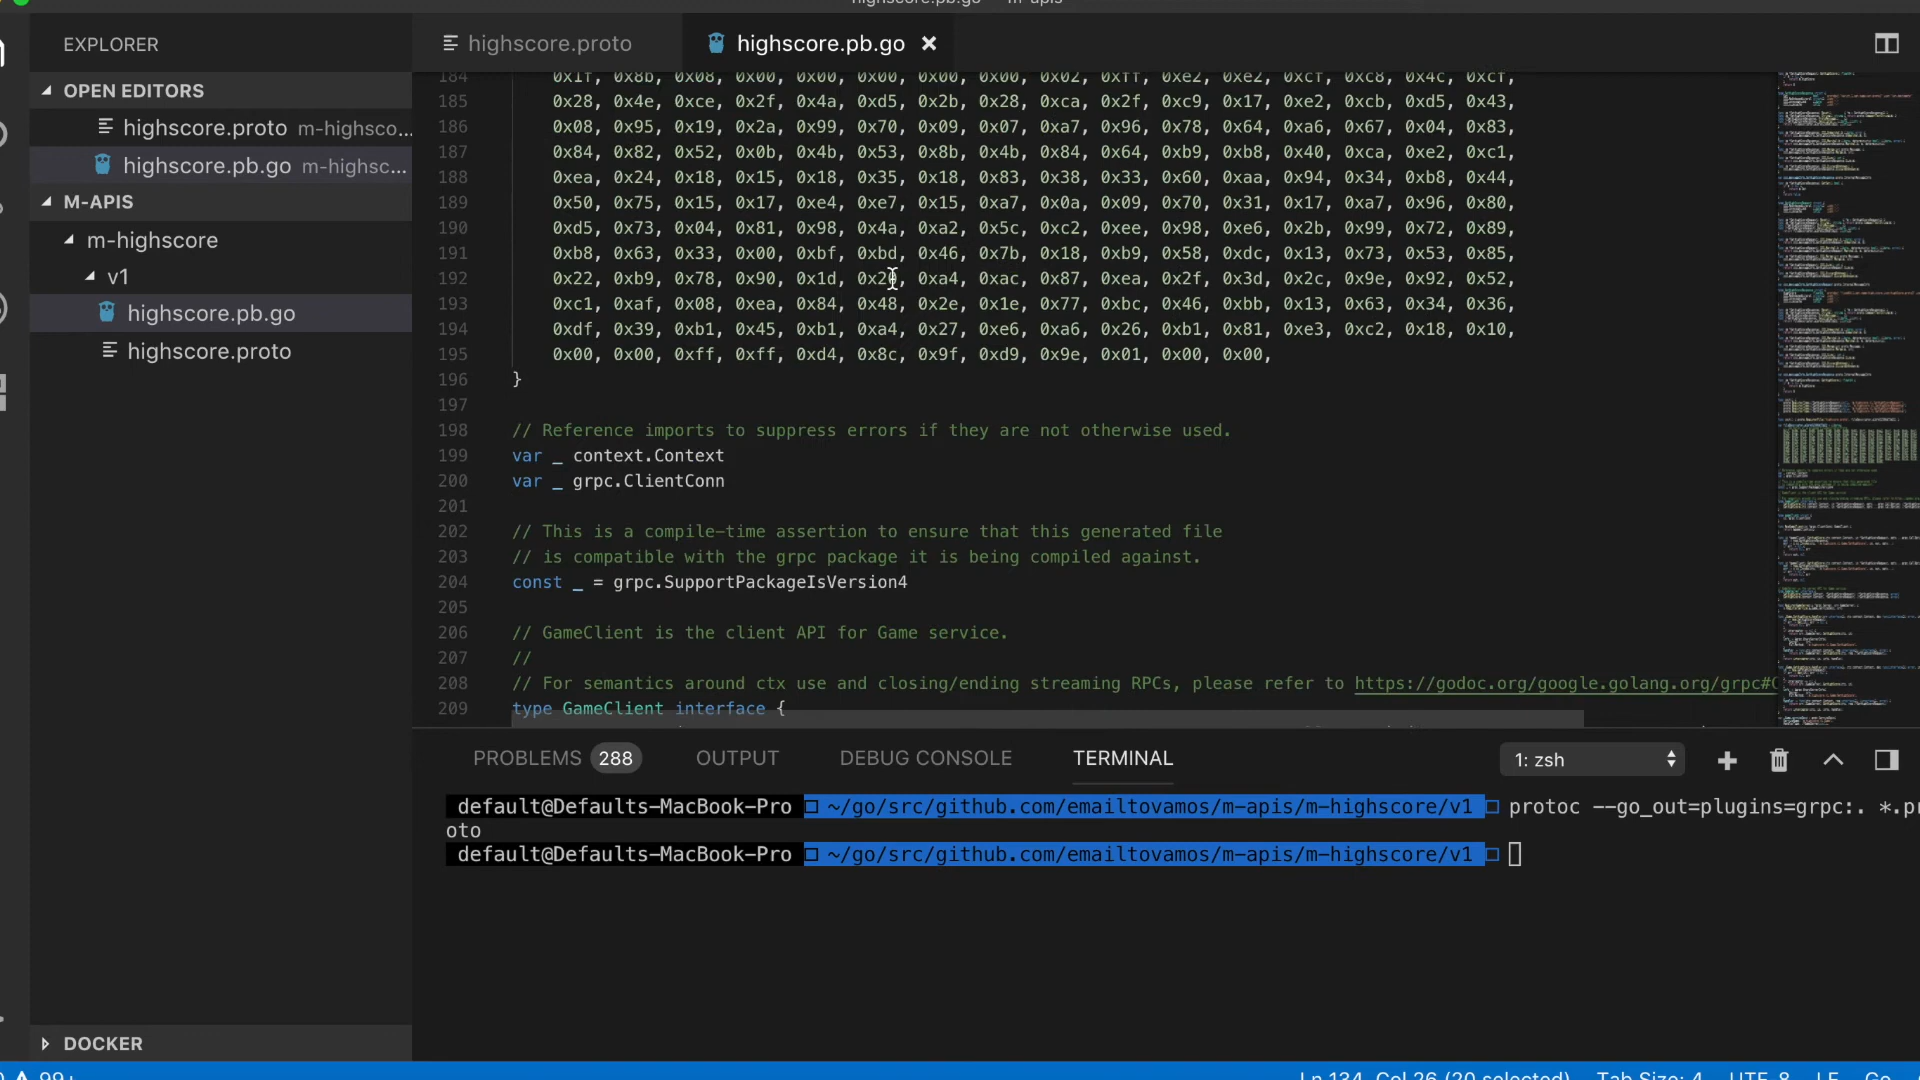 EXPLORER
highscore.proto
highscore.pb.go
OPEN EDITORS
highscore.proto m-highsco...
highscore.pb.go m-highsc...
M-APIS
m-highscore
v1
highscore.pb.go
highscore.proto
DOCKER
184 0x1f, 0x8b, 0x08, 0x00, 0x00, 0x00, 0x00, 0x00, 0x02, 0xff, 0xe2, 0xe2, 0xcf, 0xc8, 0x4c, 0xcf,
185 0x28, 0x4e, 0xce, 0x2f, 0x4a, 0xd5, 0x2b, 0x28, 0xca, 0x2f, 0xc9, 0x17, 0xe2, 0xcb, 0xd5, 0x43,
186 0x08, 0x95, 0x19, 0x2a, 0x99, 0x70, 0x09, 0x07, 0xa7, 0x96, 0x78, 0x64, 0xa6, 0x67, 0x04, 0x83,
187 0x84, 0x82, 0x52, 0x0b, 0x4b, 0x53, 0x8b, 0x4b, 0x84, 0x64, 0xb9, 0xb8, 0x40, 0xca, 0xe2, 0xc1,
188 0xea, 0x24, 0x18, 0x15, 0x18, 0x35, 0x18, 0x83, 0x38, 0x33, 0x60, 0xaa, 0x94, 0x34, 0xb8, 0x44,
189 0x50, 0x75, 0x15, 0x17, 0xe4, 0xe7, 0x15, 0xa7, 0x0a, 0x09, 0x70, 0x31, 0x17, 0xa7, 0x96, 0x80,
190 0xd5, 0x73, 0x04, 0x81, 0x98, 0x4a, 0xa2, 0x5c, 0xc2, 0xee, 0x98, 0xe6, 0x2b, 0x99, 0x72, 0x89,
191 0xb8, 0x63, 0x33, 0x00, 0xbf, 0xbd, 0x46, 0x7b, 0x18, 0xb9, 0x58, 0xdc, 0x13, 0x73, 0x53, 0x85,
192 0x22, 0xb9, 0x78, 0x90, 0x1d, 0xa4, 0xac, 0x87, 0xea, 0x2f, 0x3d, 0x2c, 0x9e, 0x92, 0x52,
193 0xc1, 0xaf, 0x08, 0xea, 0x84, 0x48, 0x2e, 0x1e, 0x77, 0xbc, 0x46, 0xbb, 0x13, 0x63, 0x34, 0x36,
194 0xdf, 0x39, 0xb1, 0x45, 0xb1, 0xa4, 0x27, 0xe6, 0xa6, 0x26, 0xb1, 0x81, 0xe3, 0xc2, 0x18, 0x10,
195 0x00, 0x00, 0xff, 0xff, 0xd4, 0x8c, 0x9f, 0xd9, 0x9e, 0x01, 0x00, 0x00,
196 }
197
198 // Reference imports to suppress errors if they are not otherwise used.
199 var _ context.Context
200 var _ grpc.ClientConn
201
202 // This is a compile-time assertion to ensure that this generated file
203 // is compatible with the grpc package it is being compiled against.
204 const _ = grpc.SupportPackageIsVersion4
205
206 // GameClient is the client API for Game service.
207 //
208 // For semantics around ctx use and closing/ending streaming RPCs, please refer to https://godoc.org/google.golang.org/grpc#C
209 type GameClient interface {
PROBLEMS 288 OUTPUT DEBUG CONSOLE TERMINAL 1: zsh
default@Defaults-MacBook-Pro ~/go/src/github.com/emailtovamos/m-apis/m-highscore/v1 protoc --go_out=plugins=grpc:. *.pr
oto
default@Defaults-MacBook-Pro ~/go/src/github.com/emailtovamos/m-apis/m-highscore/v1